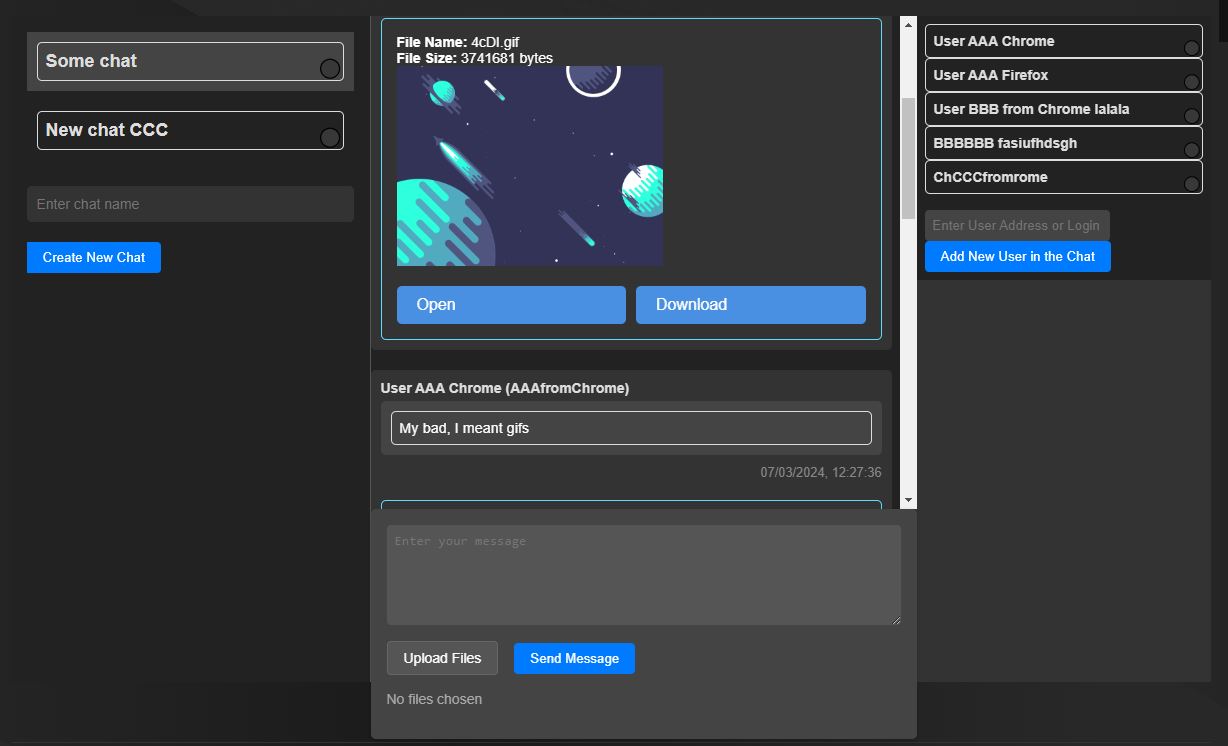 Some chat
New chat CCC
Enter chat name
Create New Chat
File Name: 4cDI.gif
File Size: 3741681 bytes
Open
Download
User AAA Chrome (AAAfromChrome)
My bad, I meant gifs
07/03/2024, 12:27:36
Enter your message
Upload Files
Send Message
No files chosen
User AAA Chrome
User AAA Firefox
User BBB from Chrome lalala
BBBBBB fasiufhdsgh
ChCCCfromrome
Enter User Address or Login
Add New User in the Chat